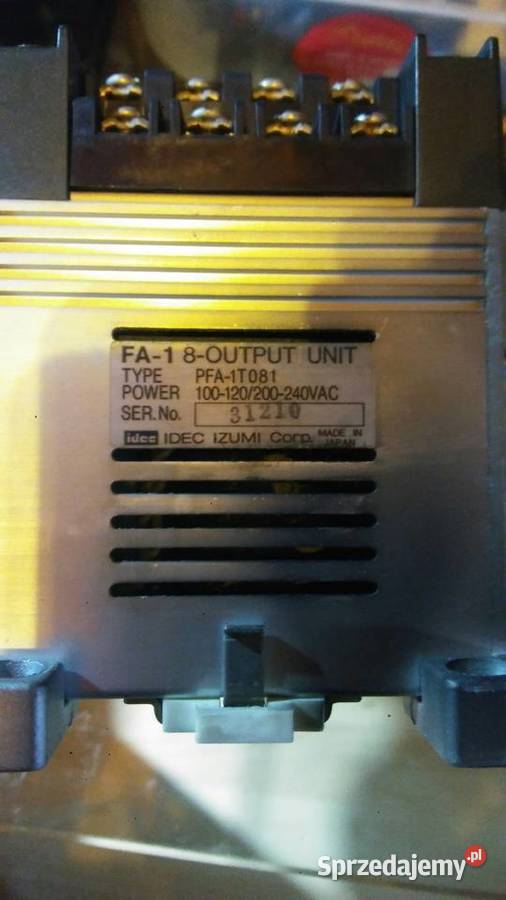 FA-1 8-OUTPUT UNIT
TYPE PFA-1T081
POWER 100-120/200-240VAC
SER.No. 31210
idec IDEC IZUMI Corp. MADE IN JAPAN
Sprzedajemy.pl